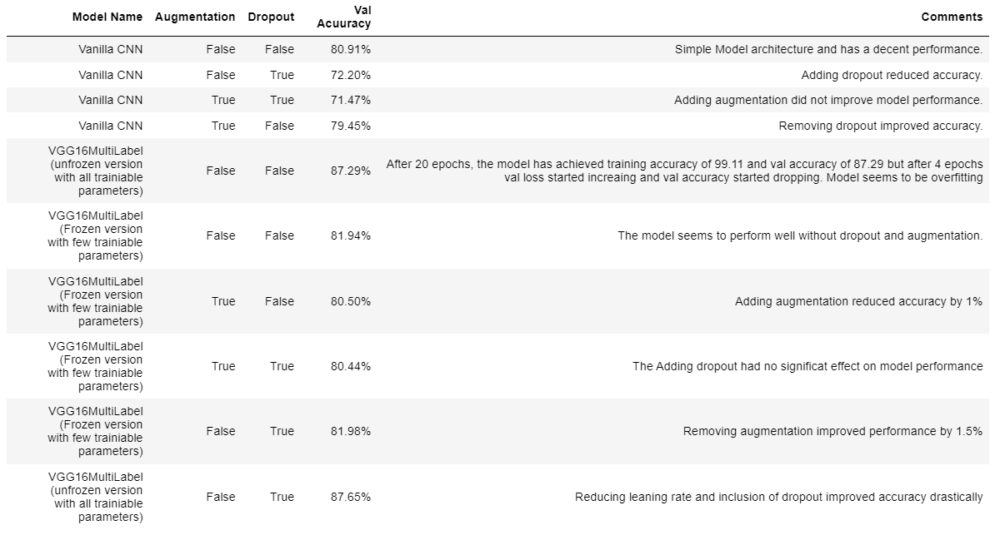 Model Name Augmentation Dropout Val Acuuracy Comments
Vanilla CNN False False 80.91% Simple Model architecture and has a decent performance.
Vanilla CNN False True 72.20% Adding dropout reduced accuracy.
Vanilla CNN True True 71.47% Adding augmentation did not improve model performance.
Vanilla CNN True False 79.45% Removing dropout improved accuracy.
VGG16MultiLabel
(unfrozen version
with all trainiable
parameters)
False False 87.29% After 20 epochs, the model has achieved training accuracy of 99.11 and val accuracy of 87.29 but after 4 epochs
val loss started increaing and val accuracy started dropping. Model seems to be overfitting
VGG16MultiLabel
(Frozen version
with few trainiable
parameters)
False False 81.94% The model seems to perform well without dropout and augmentation.
VGG16MultiLabel
(Frozen version
with few trainiable
parameters)
True False 80.50% Adding augmentation reduced accuracy by 1%
VGG16MultiLabel
(Frozen version
with few trainiable
parameters)
True True 80.44% The Adding dropout had no significat effect on model performance
VGG16MultiLabel
(Frozen version
with few trainiable
parameters)
False True 81.98% Removing augmentation improved performance by 1.5%
VGG16MultiLabel
(unfrozen version
with all trainiable
parameters)
False True 87.65% Reducing leaning rate and inclusion of dropout improved accuracy drastically